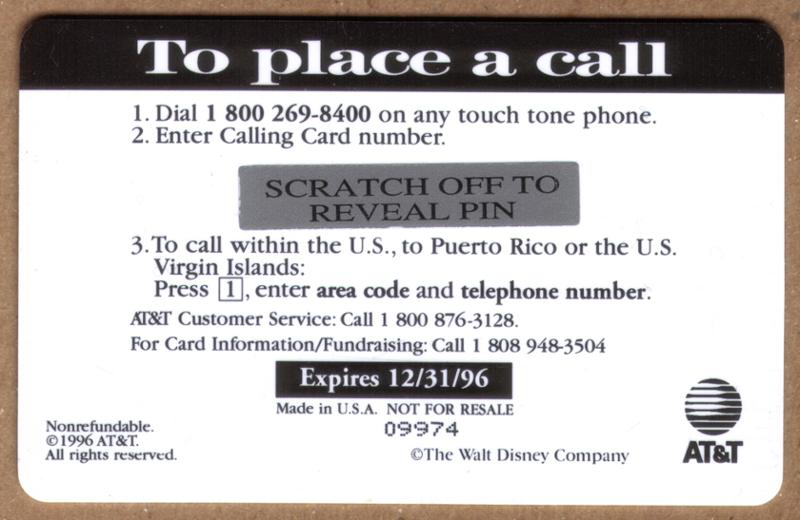 To place a call
1. Dial 1 800 269-8400 on any touch tone phone.
2. Enter Calling Card number.
SCRATCH OFF TO
REVEAL PIN
3. To call within the U.S., to Puerto Rico or the U.S.
Virgin Islands:
Press 1, enter area code and telephone number.
AT&T Customer Service: Call 1 800 876-3128.
For Card Information/Fundraising: Call 1 808 948-3504
Expires 12/31/96
Made in U.S.A. NOT FOR RESALE
09974
Nonrefundable.
©1996 AT&T.
All rights reserved.
©The Walt Disney Company
AT&T